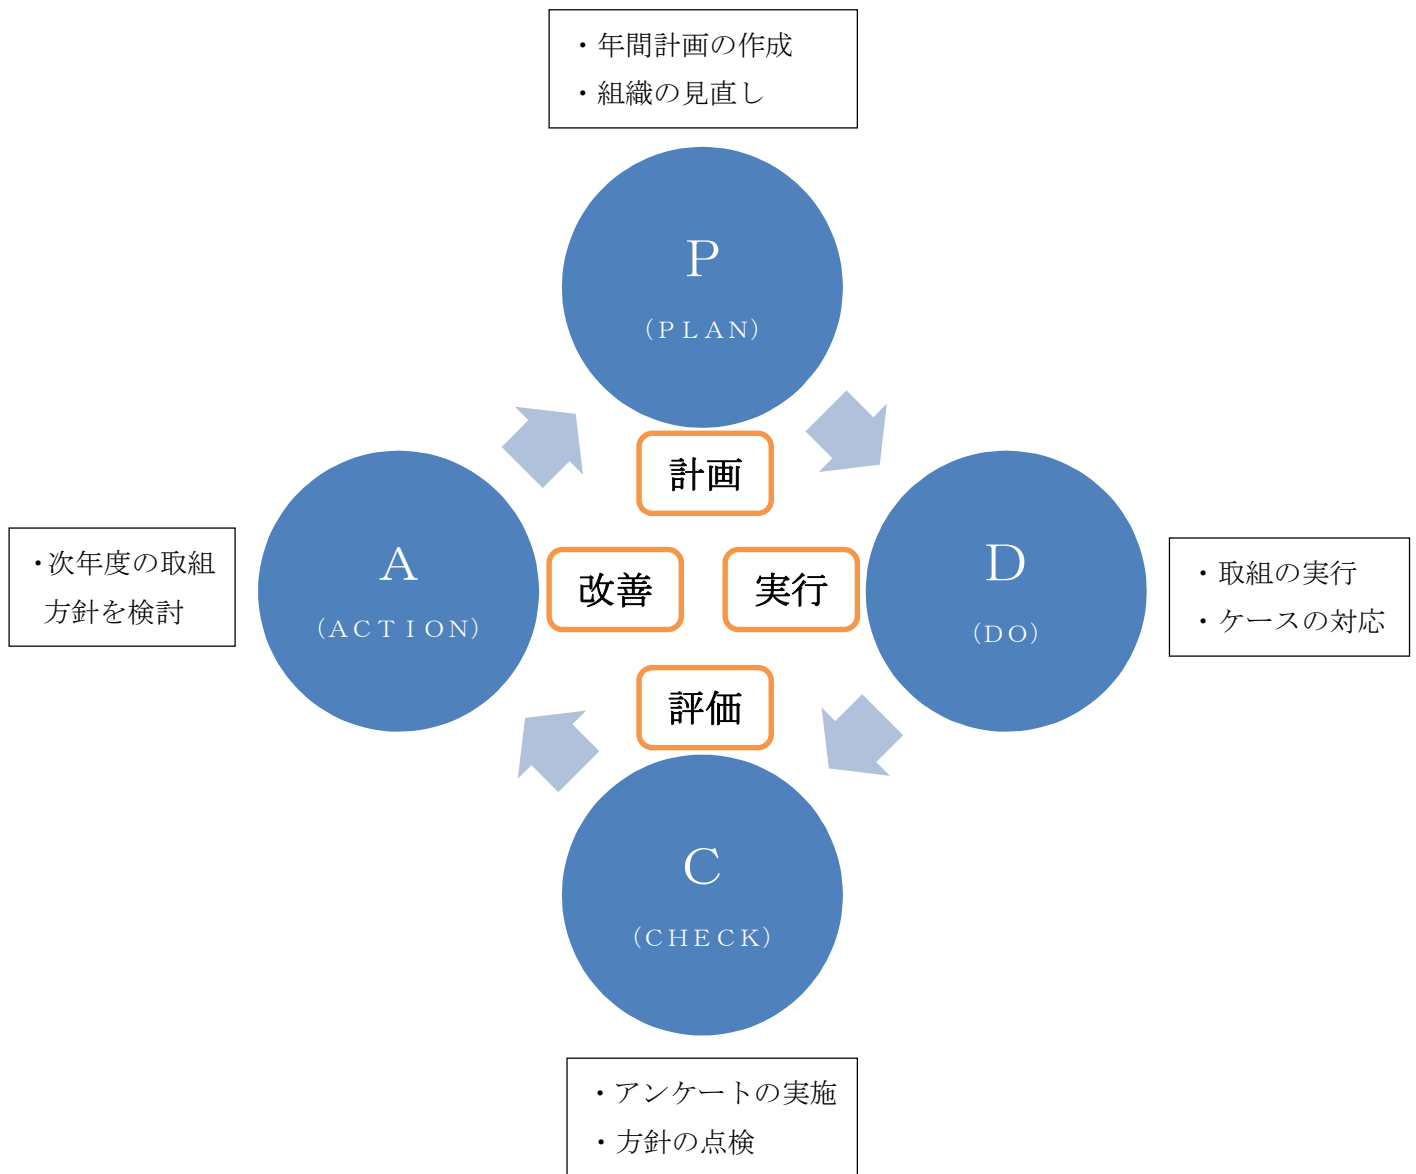 ・年間計画の作成
・組織の見直し
P
（ＰＬＡＮ）
計画
・次年度の取組
方針を検討
A
（ＡＣＴＩＯＮ）
改善
実行
D
（ＤＯ）
・取組の実行
・ケースの対応
評価
C
（ＣＨＥＣＫ）
・アンケートの実施
・方針の点検